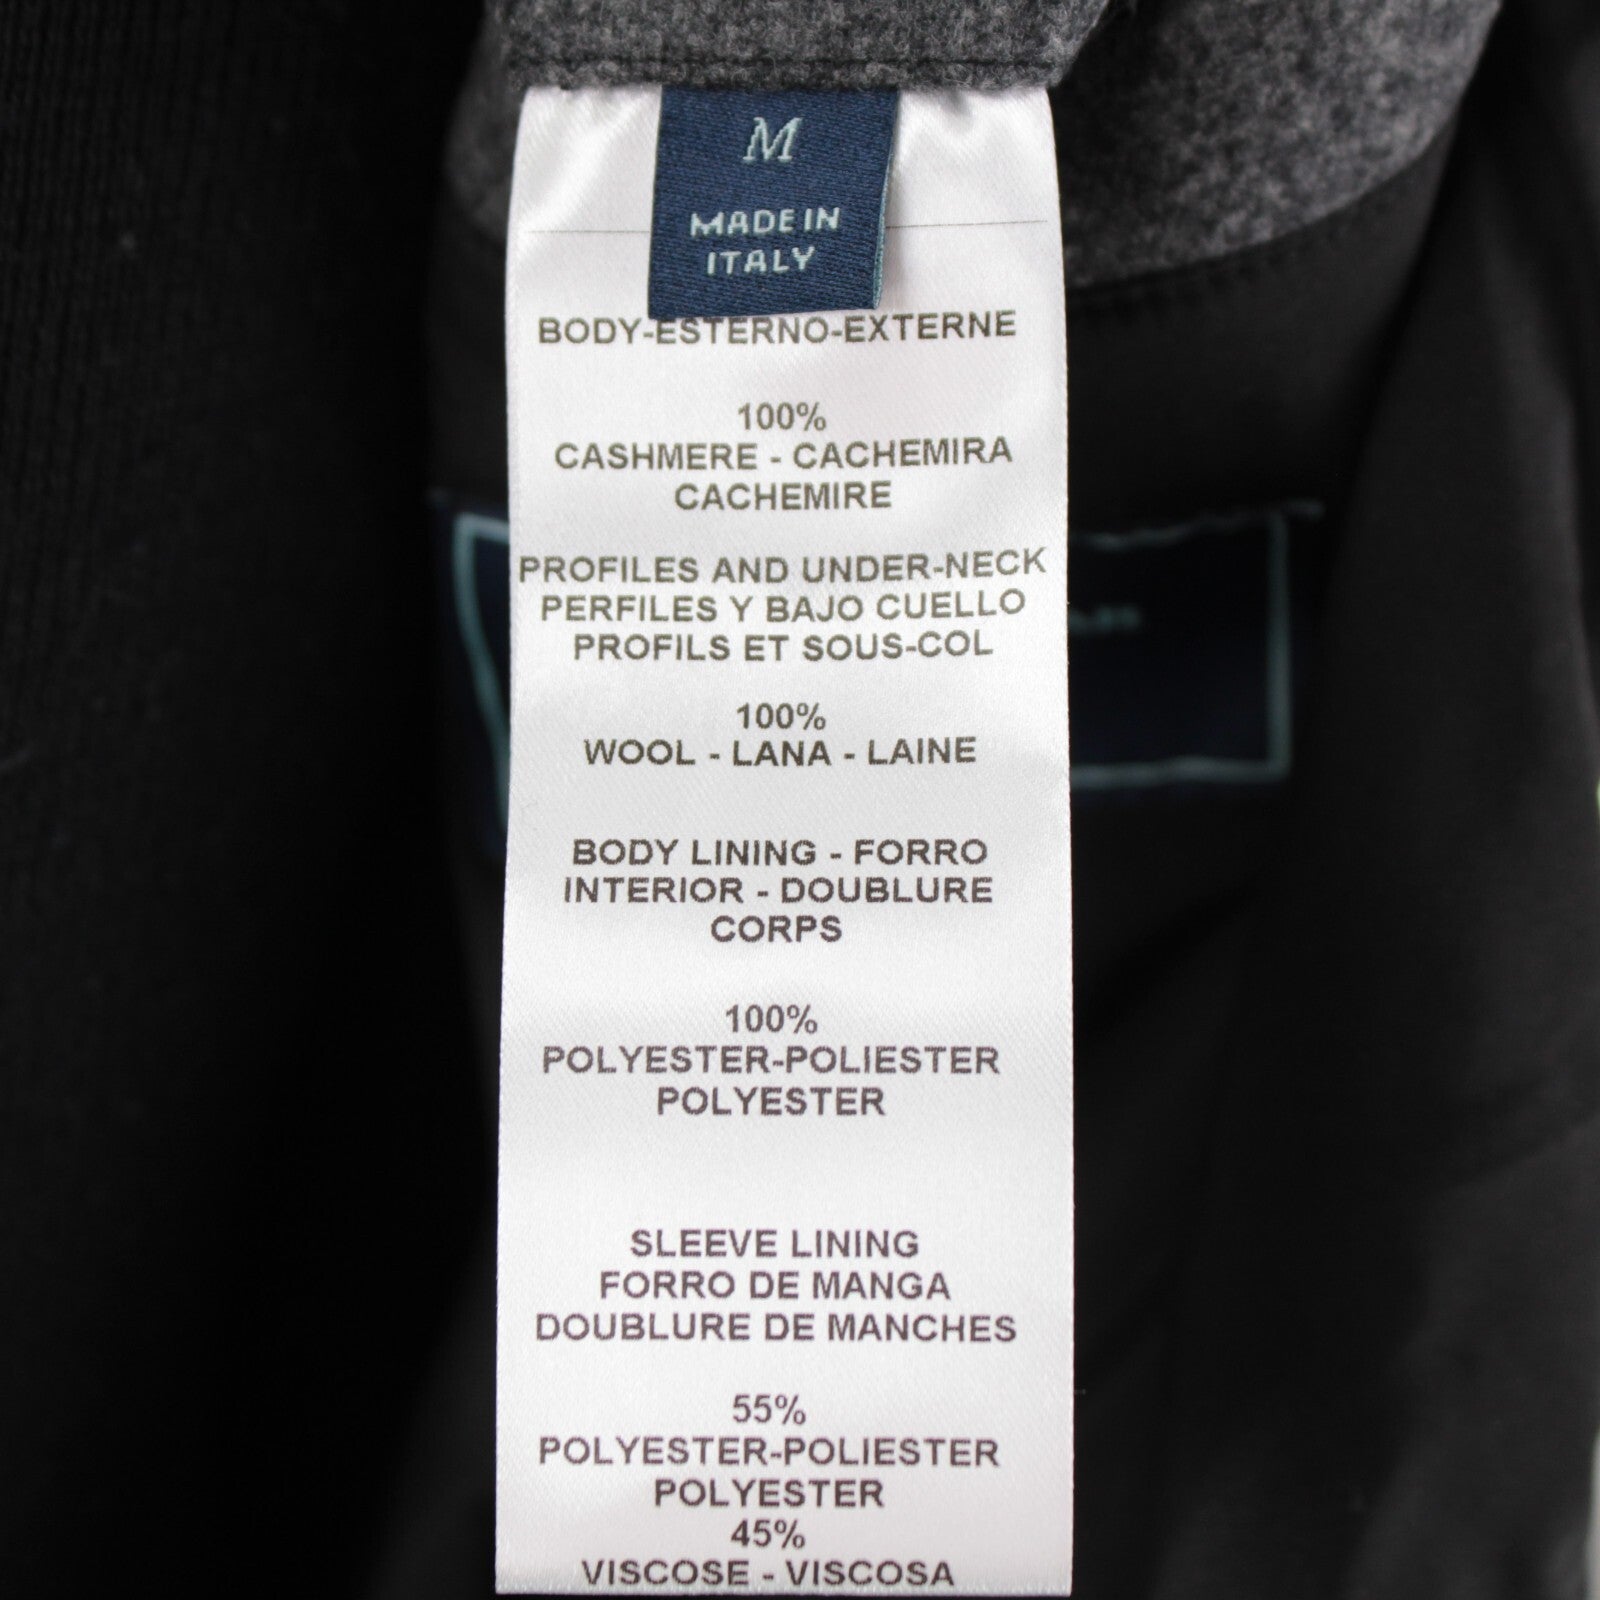 M
MADE IN
ITALY
BODY-ESTERNO-EXTERNE
100%
CASHMERE - CACHEMIRA
CACHEMIRE
PROFILES AND UNDER-NECK
PERFILES Y BAJO CUELLO
PROFILS ET SOUS-COL
100%
WOOL - LANA - LAINE
BODY LINING - FORRO
INTERIOR - DOUBLURE
CORPS
100%
POLYESTER-POLIESTER
POLYESTER
SLEEVE LINING
FORRO DE MANGA
DOUBLURE DE MANCHES
55%
POLYESTER-POLIESTER
POLYESTER
45%
VISCOSE - VISCOSA